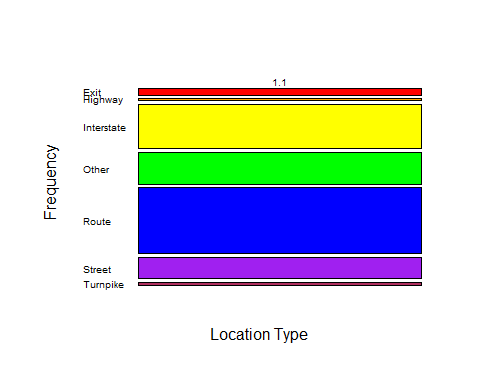 1.1
Exit
Highway
Interstate
Other
Route
Street
Turnpike
Frequency
Location Type